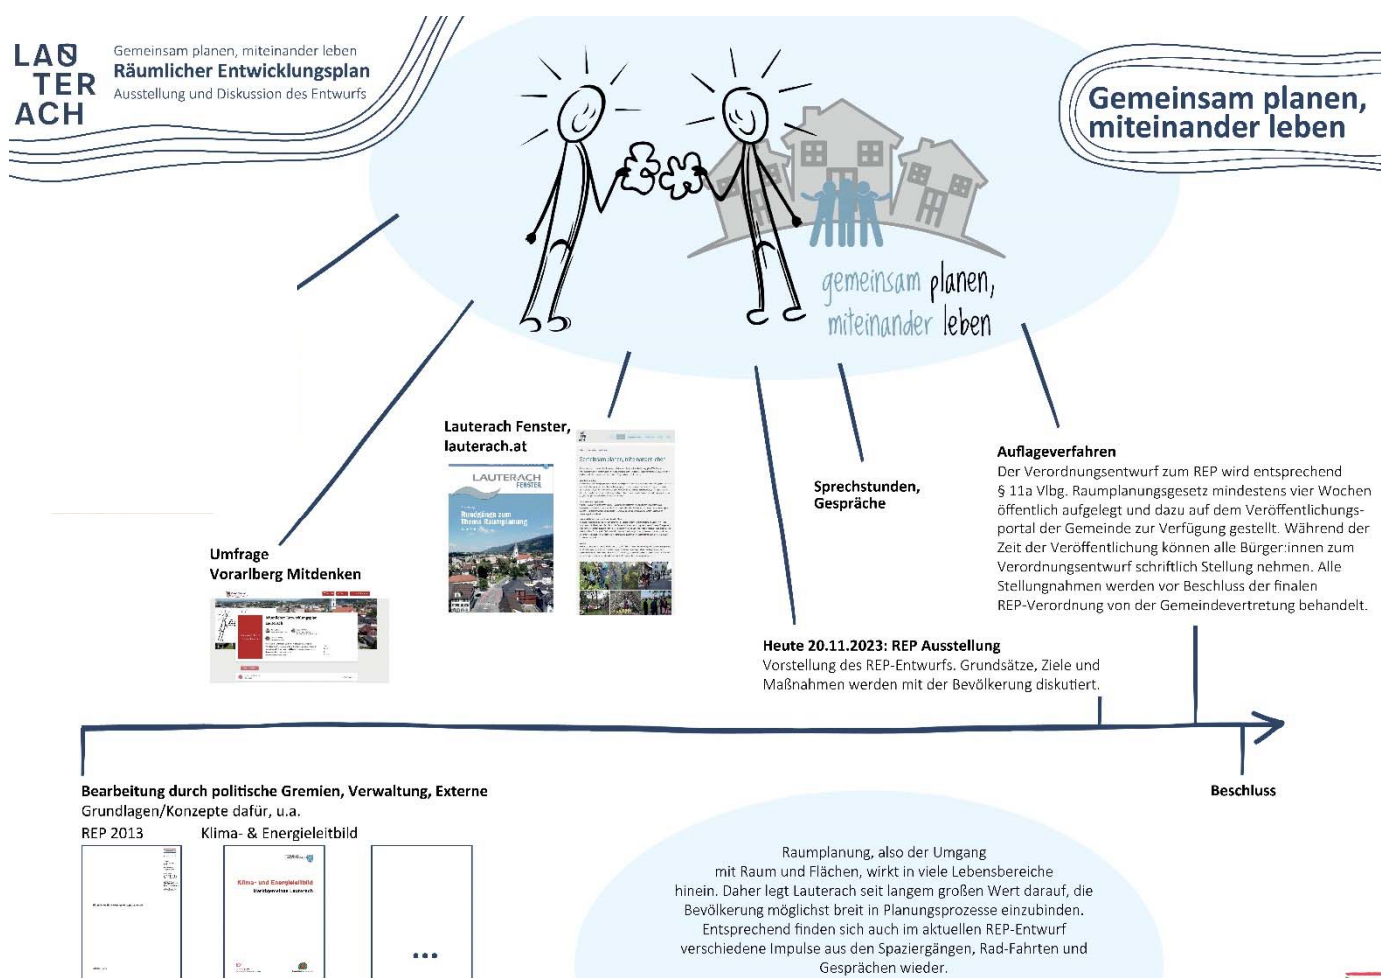 LAUTERACH
Gemeinsam planen, miteinander leben
Räumlicher Entwicklungsplan
Ausstellung und Diskussion des Entwurfs
Gemeinsam planen,
miteinander leben
gemeinsam planen,
miteinander leben
Umfrage
Vorarlberg Mitdenken
Lauterach Fenster,
lauterach.at
LAUTERACH
FENSTER
Rundgänge zum
Thema Raumplanung
Sprechstunden,
Gespräche
Auflageverfahren
Der Verordnungsentwurf zum REP wird entsprechend
§ 11a Vlbg. Raumplanungsgesetz mindestens vier Wochen
öffentlich aufgelegt und dazu auf dem Veröffentlichungs-
portal der Gemeinde zur Verfügung gestellt. Während der
Zeit der Veröffentlichung können alle Bürger:innen zum
Verordnungsentwurf schriftlich Stellung nehmen. Alle
Stellungnahmen werden vor Beschluss der finalen
REP-Verordnung von der Gemeindevertretung behandelt.
Heute 20.11.2023: REP Ausstellung
Vorstellung des REP-Entwurfs. Grundsätze, Ziele und
Maßnahmen werden mit der Bevölkerung diskutiert.
Beschluss
Bearbeitung durch politische Gremien, Verwaltung, Externe
Grundlagen/Konzepte dafür, u.a.
REP 2013
Klima- & Energieleitbild
Klima- und Energieleitbild
Marktgemeinde Lauterach
...
Raumplanung, also der Umgang
mit Raum und Flächen, wirkt in viele Lebensbereiche
hinein. Daher legt Lauterach seit langem großen Wert darauf, die
Bevölkerung möglichst breit in Planungsprozesse einzubinden.
Entsprechend finden sich auch im aktuellen REP-Entwurf
verschiedene Impulse aus den Spaziergängen, Rad-Fahrten und
Gesprächen wieder.